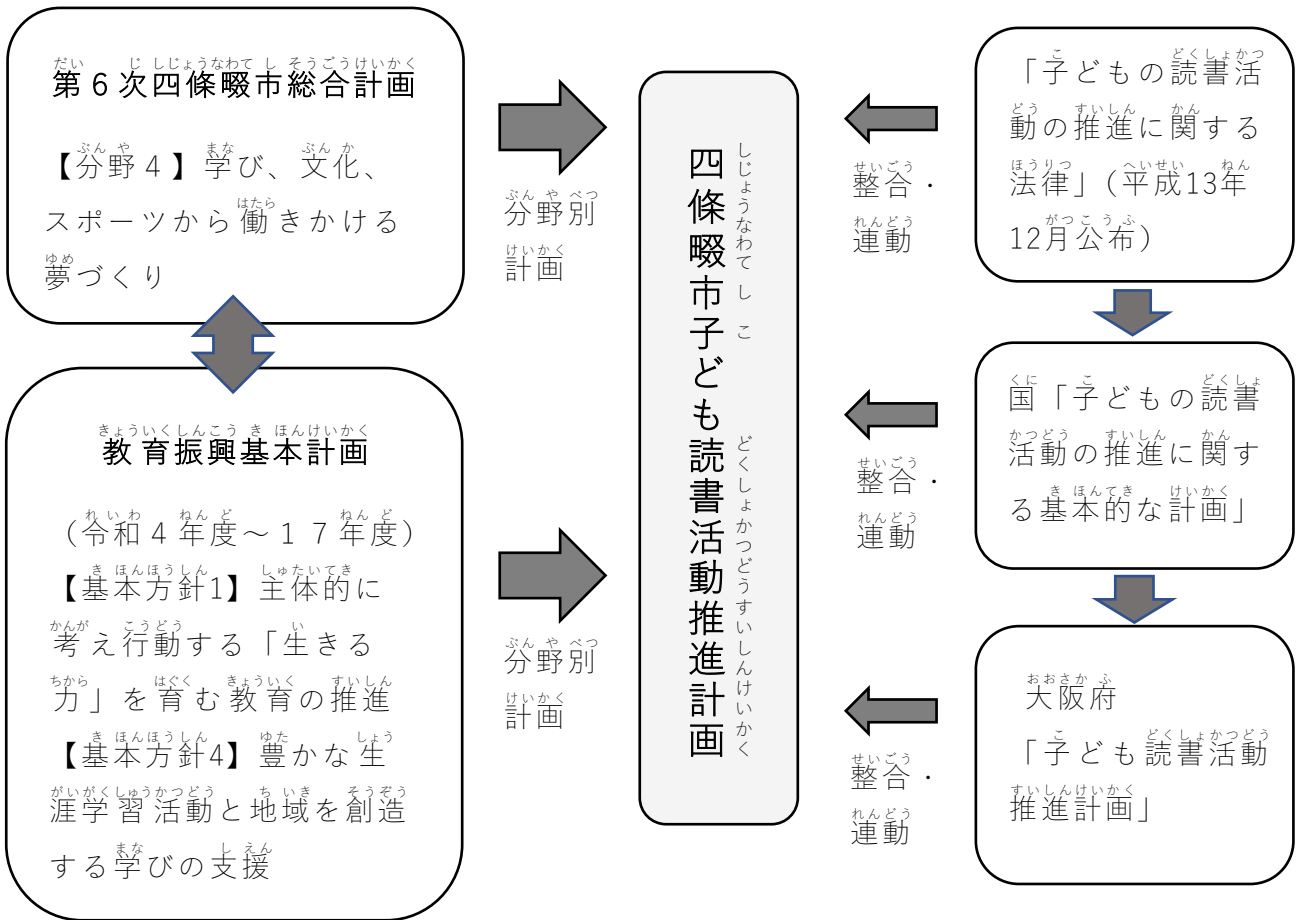 第6次四條畷市総合計画
【分野4】学び、文化、
スポーツから働きかける
夢づくり
教育振興基本計画
（令和4年度～17年度）
【基本方針1】主体的に
考え行動する「生きる
力」を育む教育の推進
【基本方針4】豊かな生
涯学習活動と地域を創造
する学びの支援
分野別
計画
分野別
計画
四條畷市子ども読書活動推進計画
整合・
連動
整合・
連動
整合・
連動
「子どもの読書活
動の推進に関する
法律」（平成13年
12月公布）
国「子どもの読書
活動の推進に関す
る基本的な計画」
大阪府
「子ども読書活動
推進計画」